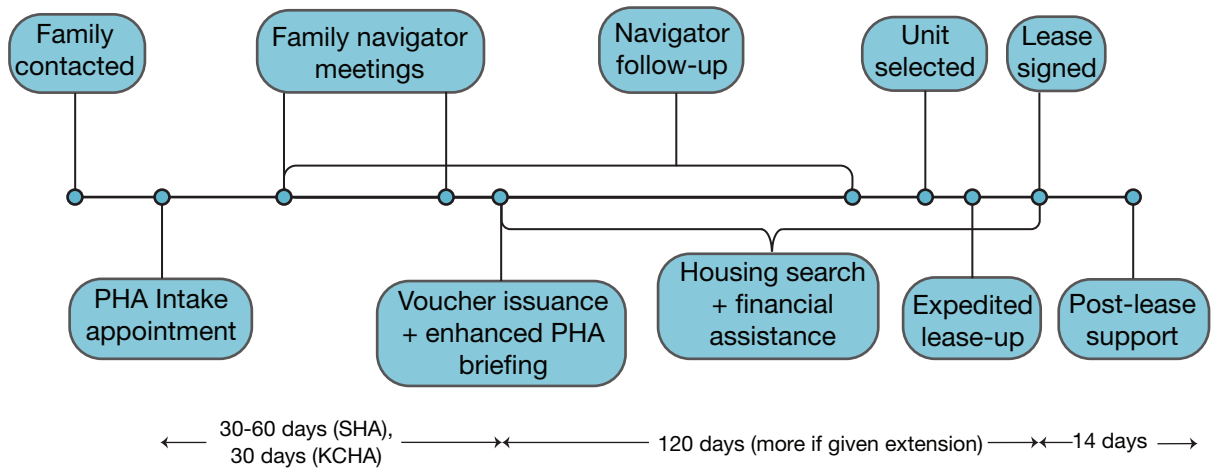 Family
contacted
Family navigator
meetings
Navigator
follow-up
Unit
selected
Lease
signed
PHA Intake
appointment
Voucher issuance
+ enhanced PHA
briefing
Housing search
+ financial
assistance
Expedited
lease-up
Post-lease
support
30-60 days (SHA),
30 days (KCHA)
120 days (more if given extension)
14 days